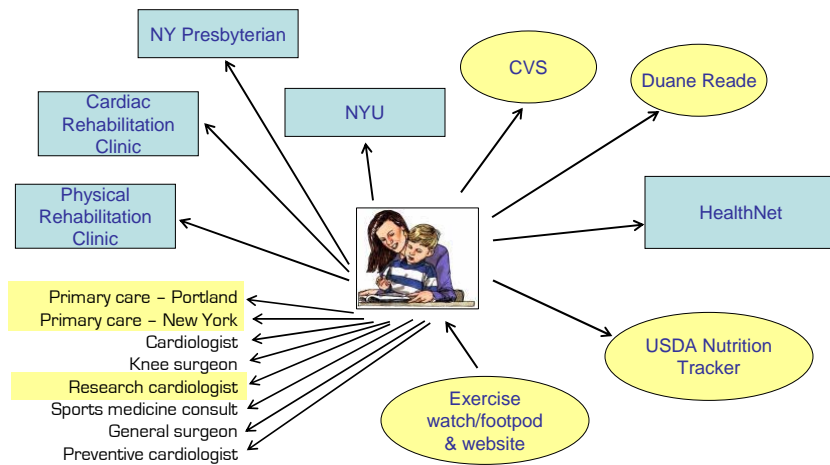 NY Presbyterian
CVS
Duane Reade
Cardiac
Rehabilitation
Clinic
NYU
Physical
Rehabilitation
Clinic
HealthNet
Primary care – Portland
Primary care – New York
Cardiologist
Knee surgeon
Research cardiologist
Sports medicine consult
General surgeon
Preventive cardiologist
USDA Nutrition
Tracker
Exercise
watch/footpod
& website